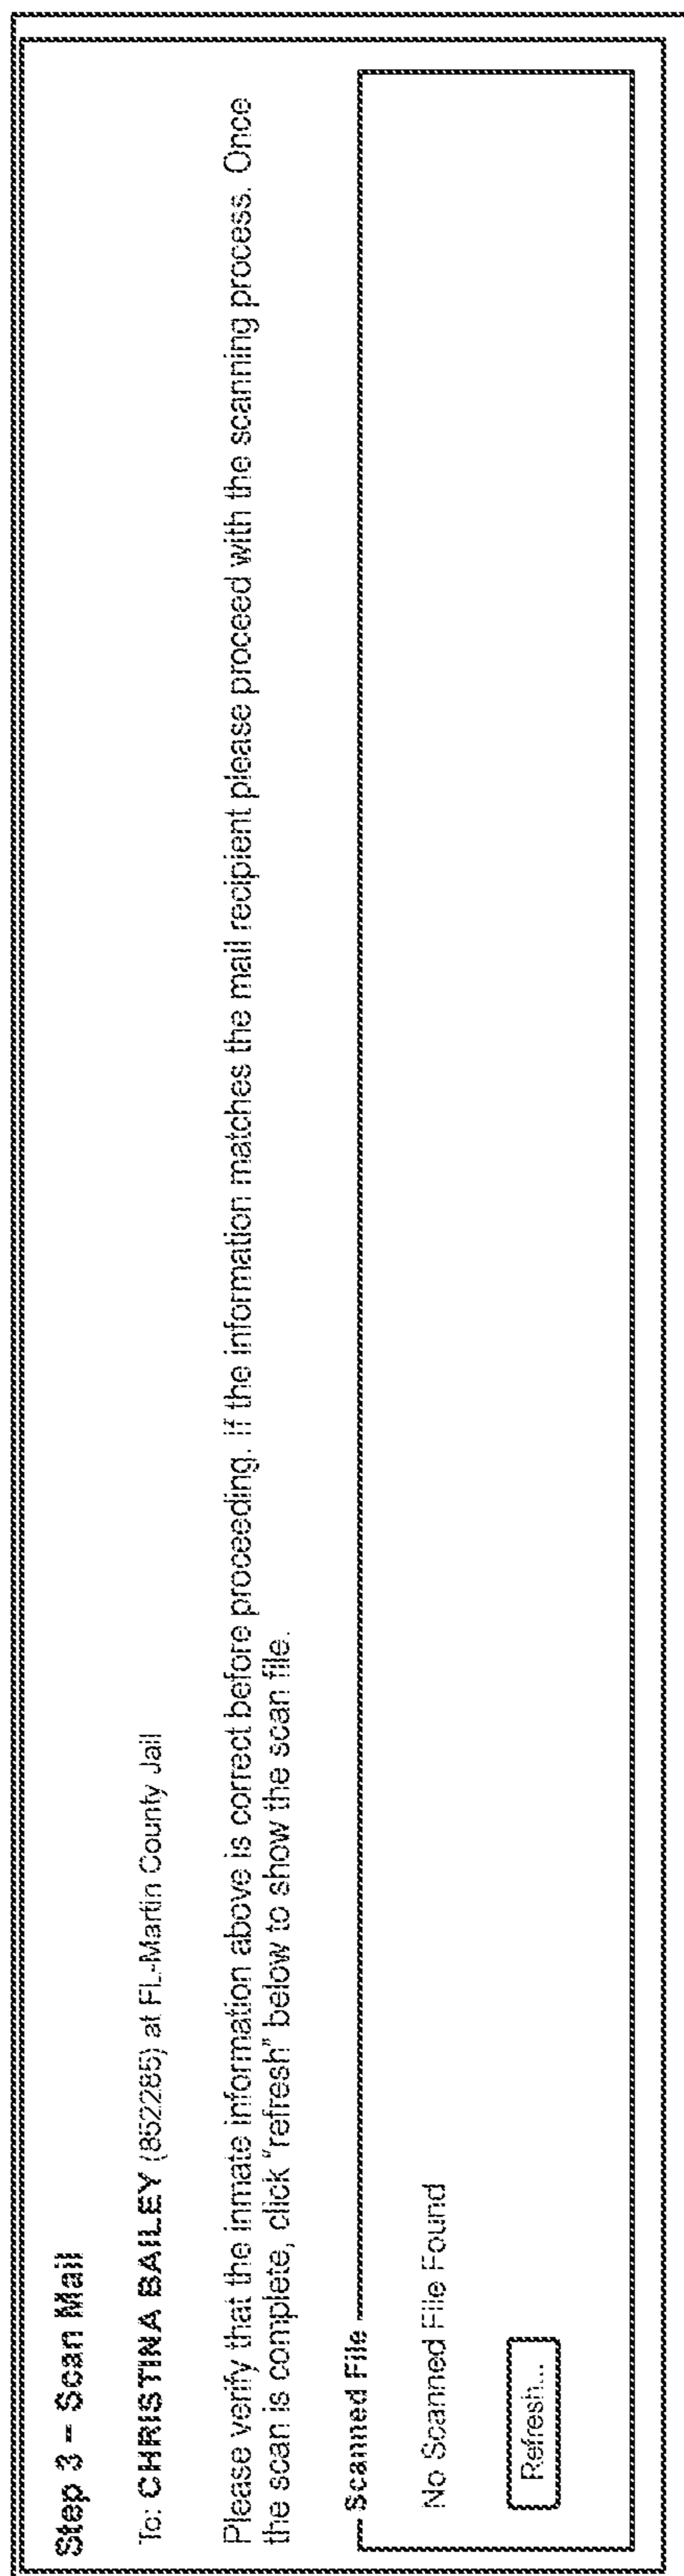 Step 3 – Scan Mail
To: CHRISTINA BAILEY (852285) at FL-Martin County Jail
Please verify that the inmate information above is correct before proceeding. If the information matches the mail recipient please proceed with the scanning process. Once
the scan is complete, click "refresh" below to show the scan file.
Scanned File
No Scanned File Found
Refresh...